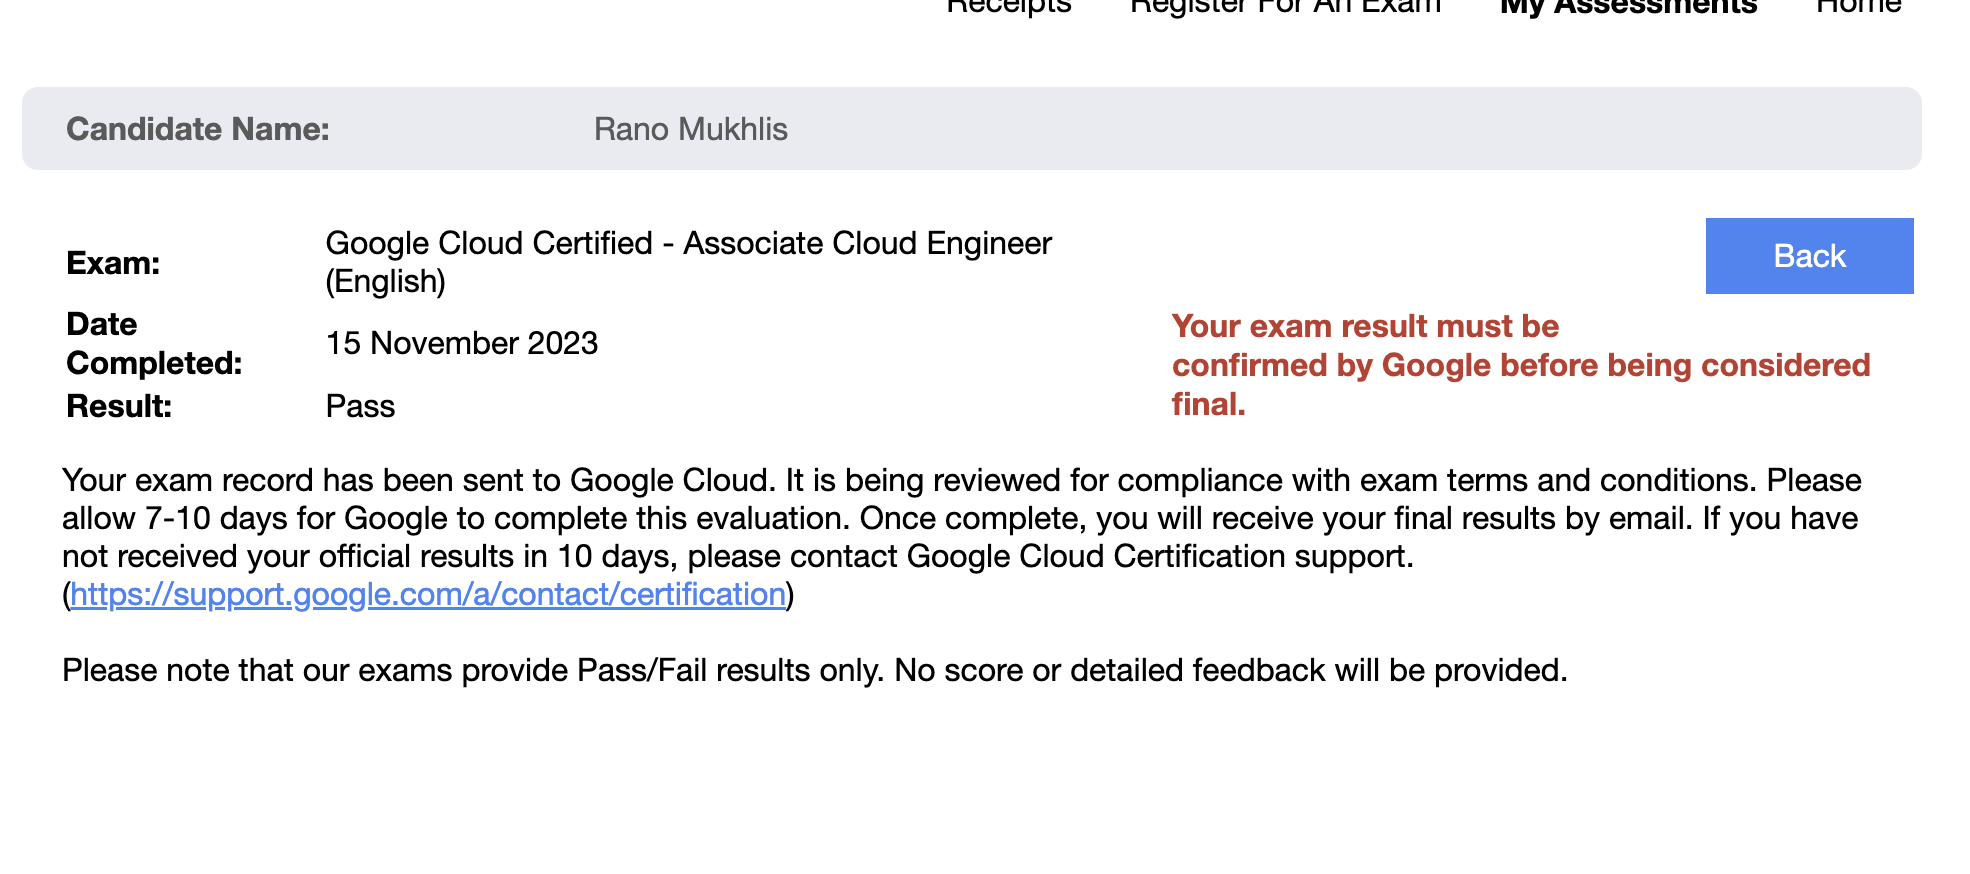 Receipts Register For An Exam My Assessments Home
Candidate Name: Rano Mukhlis
Exam: Google Cloud Certified - Associate Cloud Engineer
(English)
Back
Date
Completed: 15 November 2023
Result: Pass
Your exam result must be
confirmed by Google before being considered
final.
Your exam record has been sent to Google Cloud. It is being reviewed for compliance with exam terms and conditions. Please
allow 7-10 days for Google to complete this evaluation. Once complete, you will receive your final results by email. If you have
not received your official results in 10 days, please contact Google Cloud Certification support.
(https://support.google.com/a/contact/certification)
Please note that our exams provide Pass/Fail results only. No score or detailed feedback will be provided.